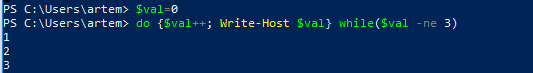 PS C:\Users\artem> $val=0
PS C:\Users\artem> do {$val++; Write-Host $val} while($val -ne 3)
1
2
3